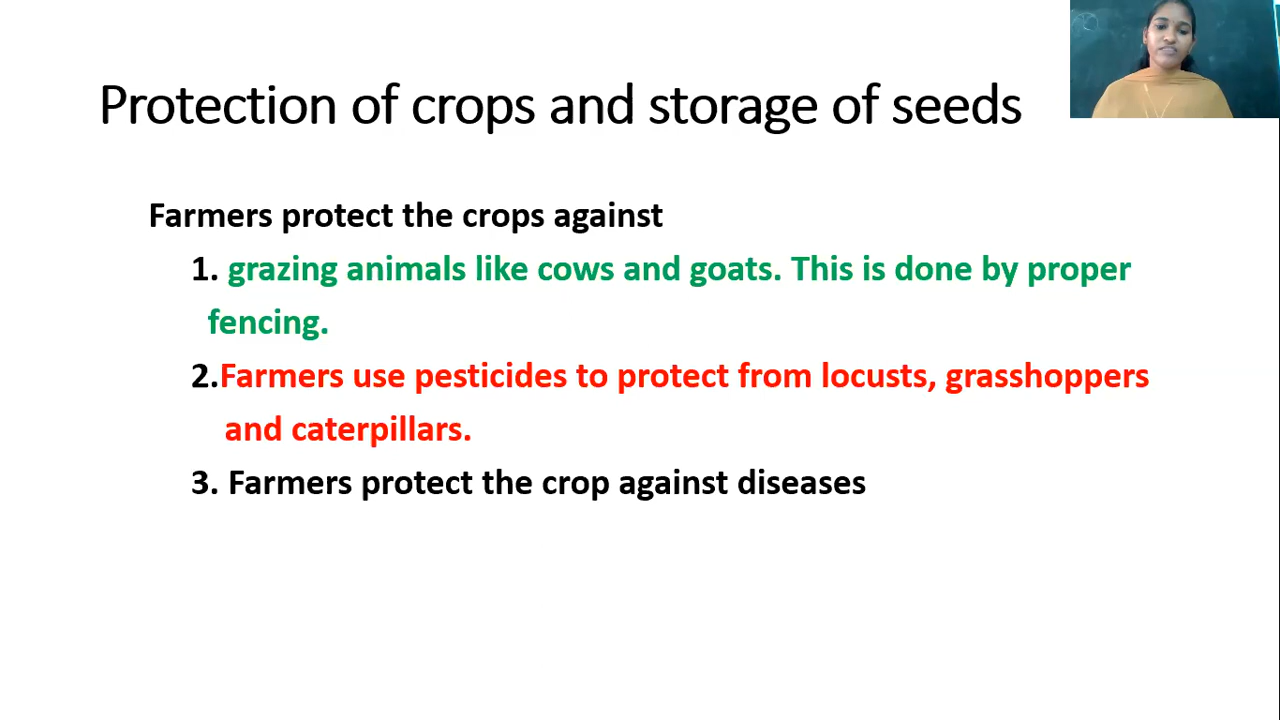 Protection of crops and storage of seeds
Farmers protect the crops against
1. grazing animals like cows and goats. This is done by proper
fencing.
2.Farmers use pesticides to protect from locusts, grasshoppers
and caterpillars.
3. Farmers protect the crop against diseases